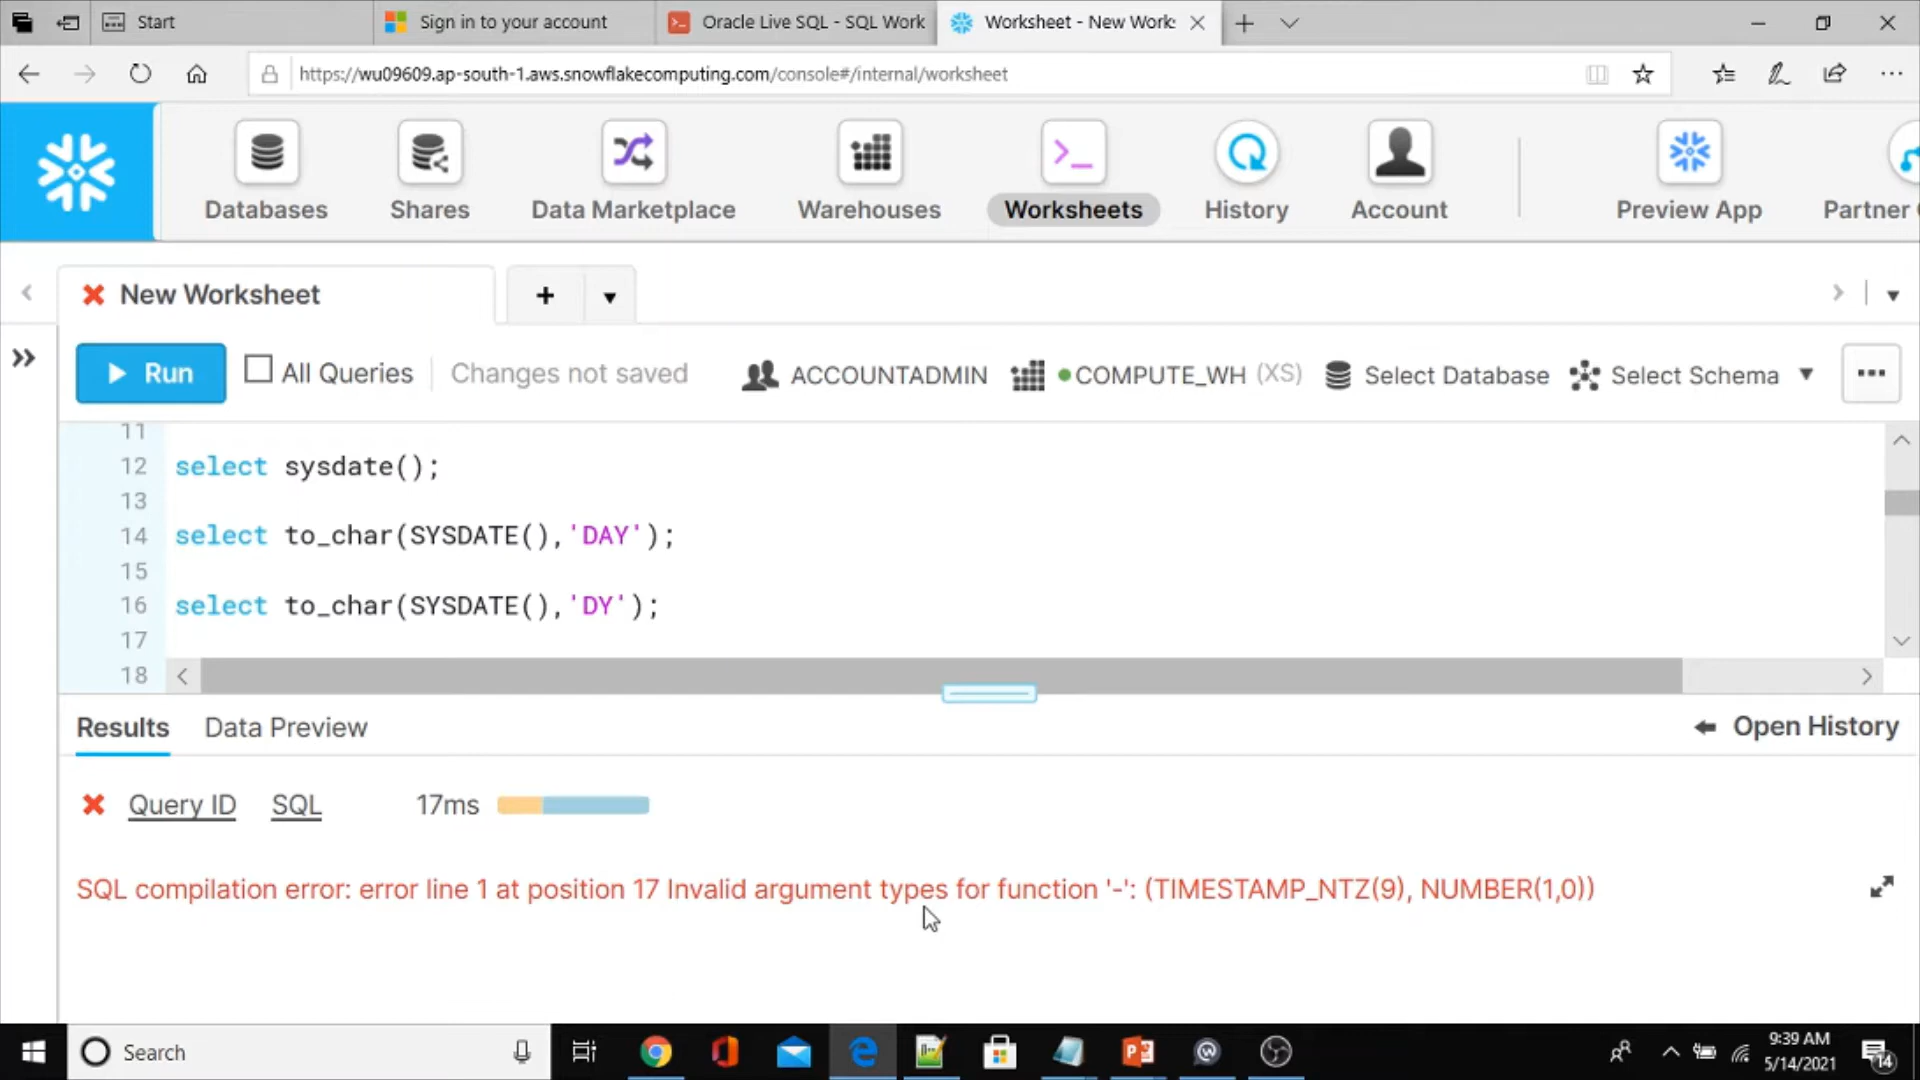 Start
Sign in to your account
Oracle Live SQL - SQL Work
Worksheet - New Work
https://wu09609.ap-south-1.aws.snowflakecomputing.com/console#/internal/worksheet
Databases
Shares
Data Marketplace
Warehouses
Worksheets
History
Account
Preview App
Partner
New Worksheet
Run
All Queries
Changes not saved
ACCOUNTADMIN
COMPUTE_WH (XS)
Select Database
Select Schema
11
12 select sysdate();
13
14 select to_char(SYSDATE(),'DAY');
15
16 select to_char(SYSDATE(),'DY');
17
18
Results
Data Preview
Open History
Query ID
SQL
17ms
SQL compilation error: error line 1 at position 17 Invalid argument types for function '-': (TIMESTAMP_NTZ(9), NUMBER(1,0))
Search
9:39 AM
5/14/2021
14